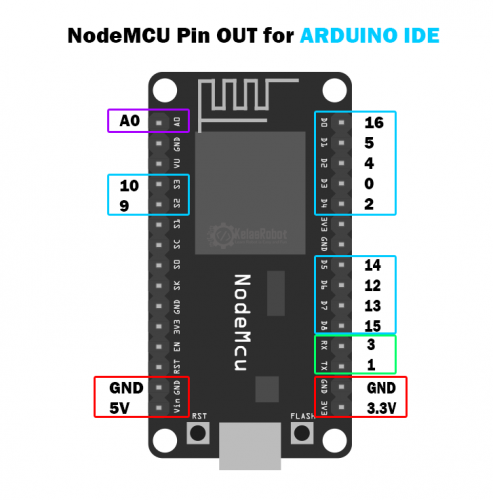 NodeMCU Pin OUT for ARDUINO IDE
A0 A0
GND
VU
10 S3
9 S2
S1
SC
SO
SK
GND
3V3
EN
RST
GND GND
5V Vin
D0 16
D1 5
D2 4
D3 0
D4 2
3V3
GND
D5 14
D6 12
D7 13
D8 15
RX 3
TX 1
GND GND
3V3 3.3V
NodeMcu
RST
FLASH